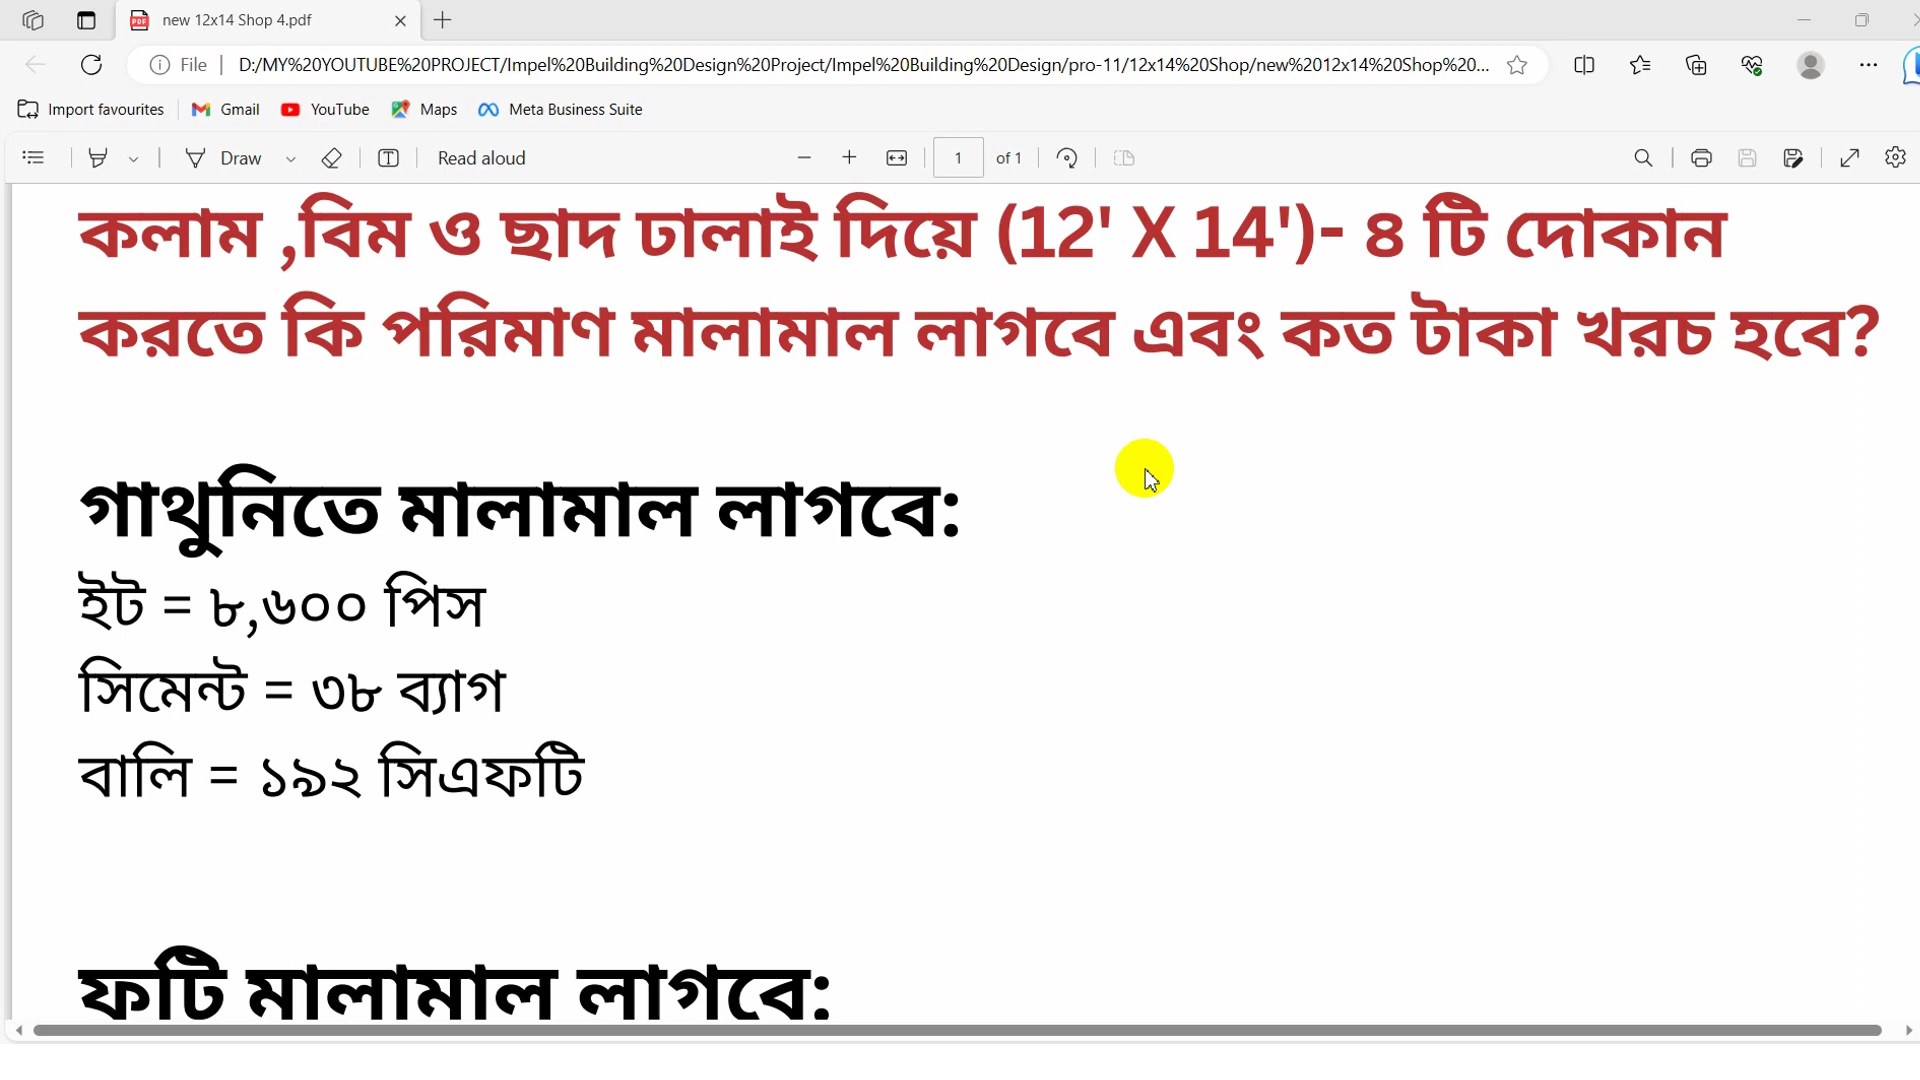 new 12x14 Shop 4.pdf
File D:/MY%20YOUTUBE%20PROJECT/Impel%20Building%20Design%20Project/Impel%20Building%20Design/pro-11/12x14%20Shop/new%2012x14%20Shop%20...
Import favourites Gmail YouTube Maps Meta Business Suite
Draw Read aloud 1 of 1
কলাম ,বিম ও ছাদ ঢালাই দিয়ে (12' X 14')- ৪ টি দোকান
করতে কি পরিমাণ মালামাল লাগবে এবং কত টাকা খরচ হবে?
গাথুনিতে মালামাল লাগবে:
ইট = ৮,৬০০ পিস
সিমেন্ট = ৩৮ ব্যাগ
বালি = ১৯২ সিএফটি
ফটি মালামাল লাগবে: